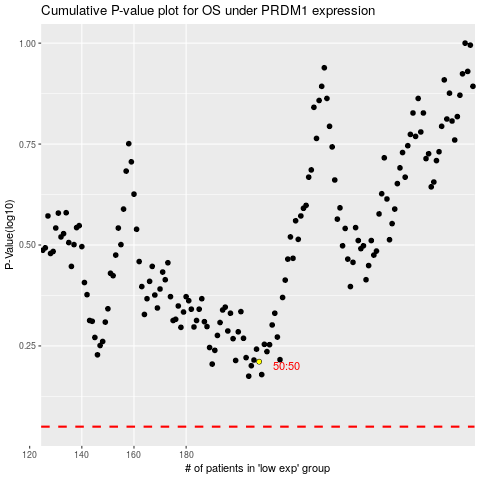 Cumulative P-value plot for OS under PRDM1 expression
1.00
0.75
0.50
0.25
P-Value(log10)
50:50
120 140 160 180
# of patients in 'low exp' group